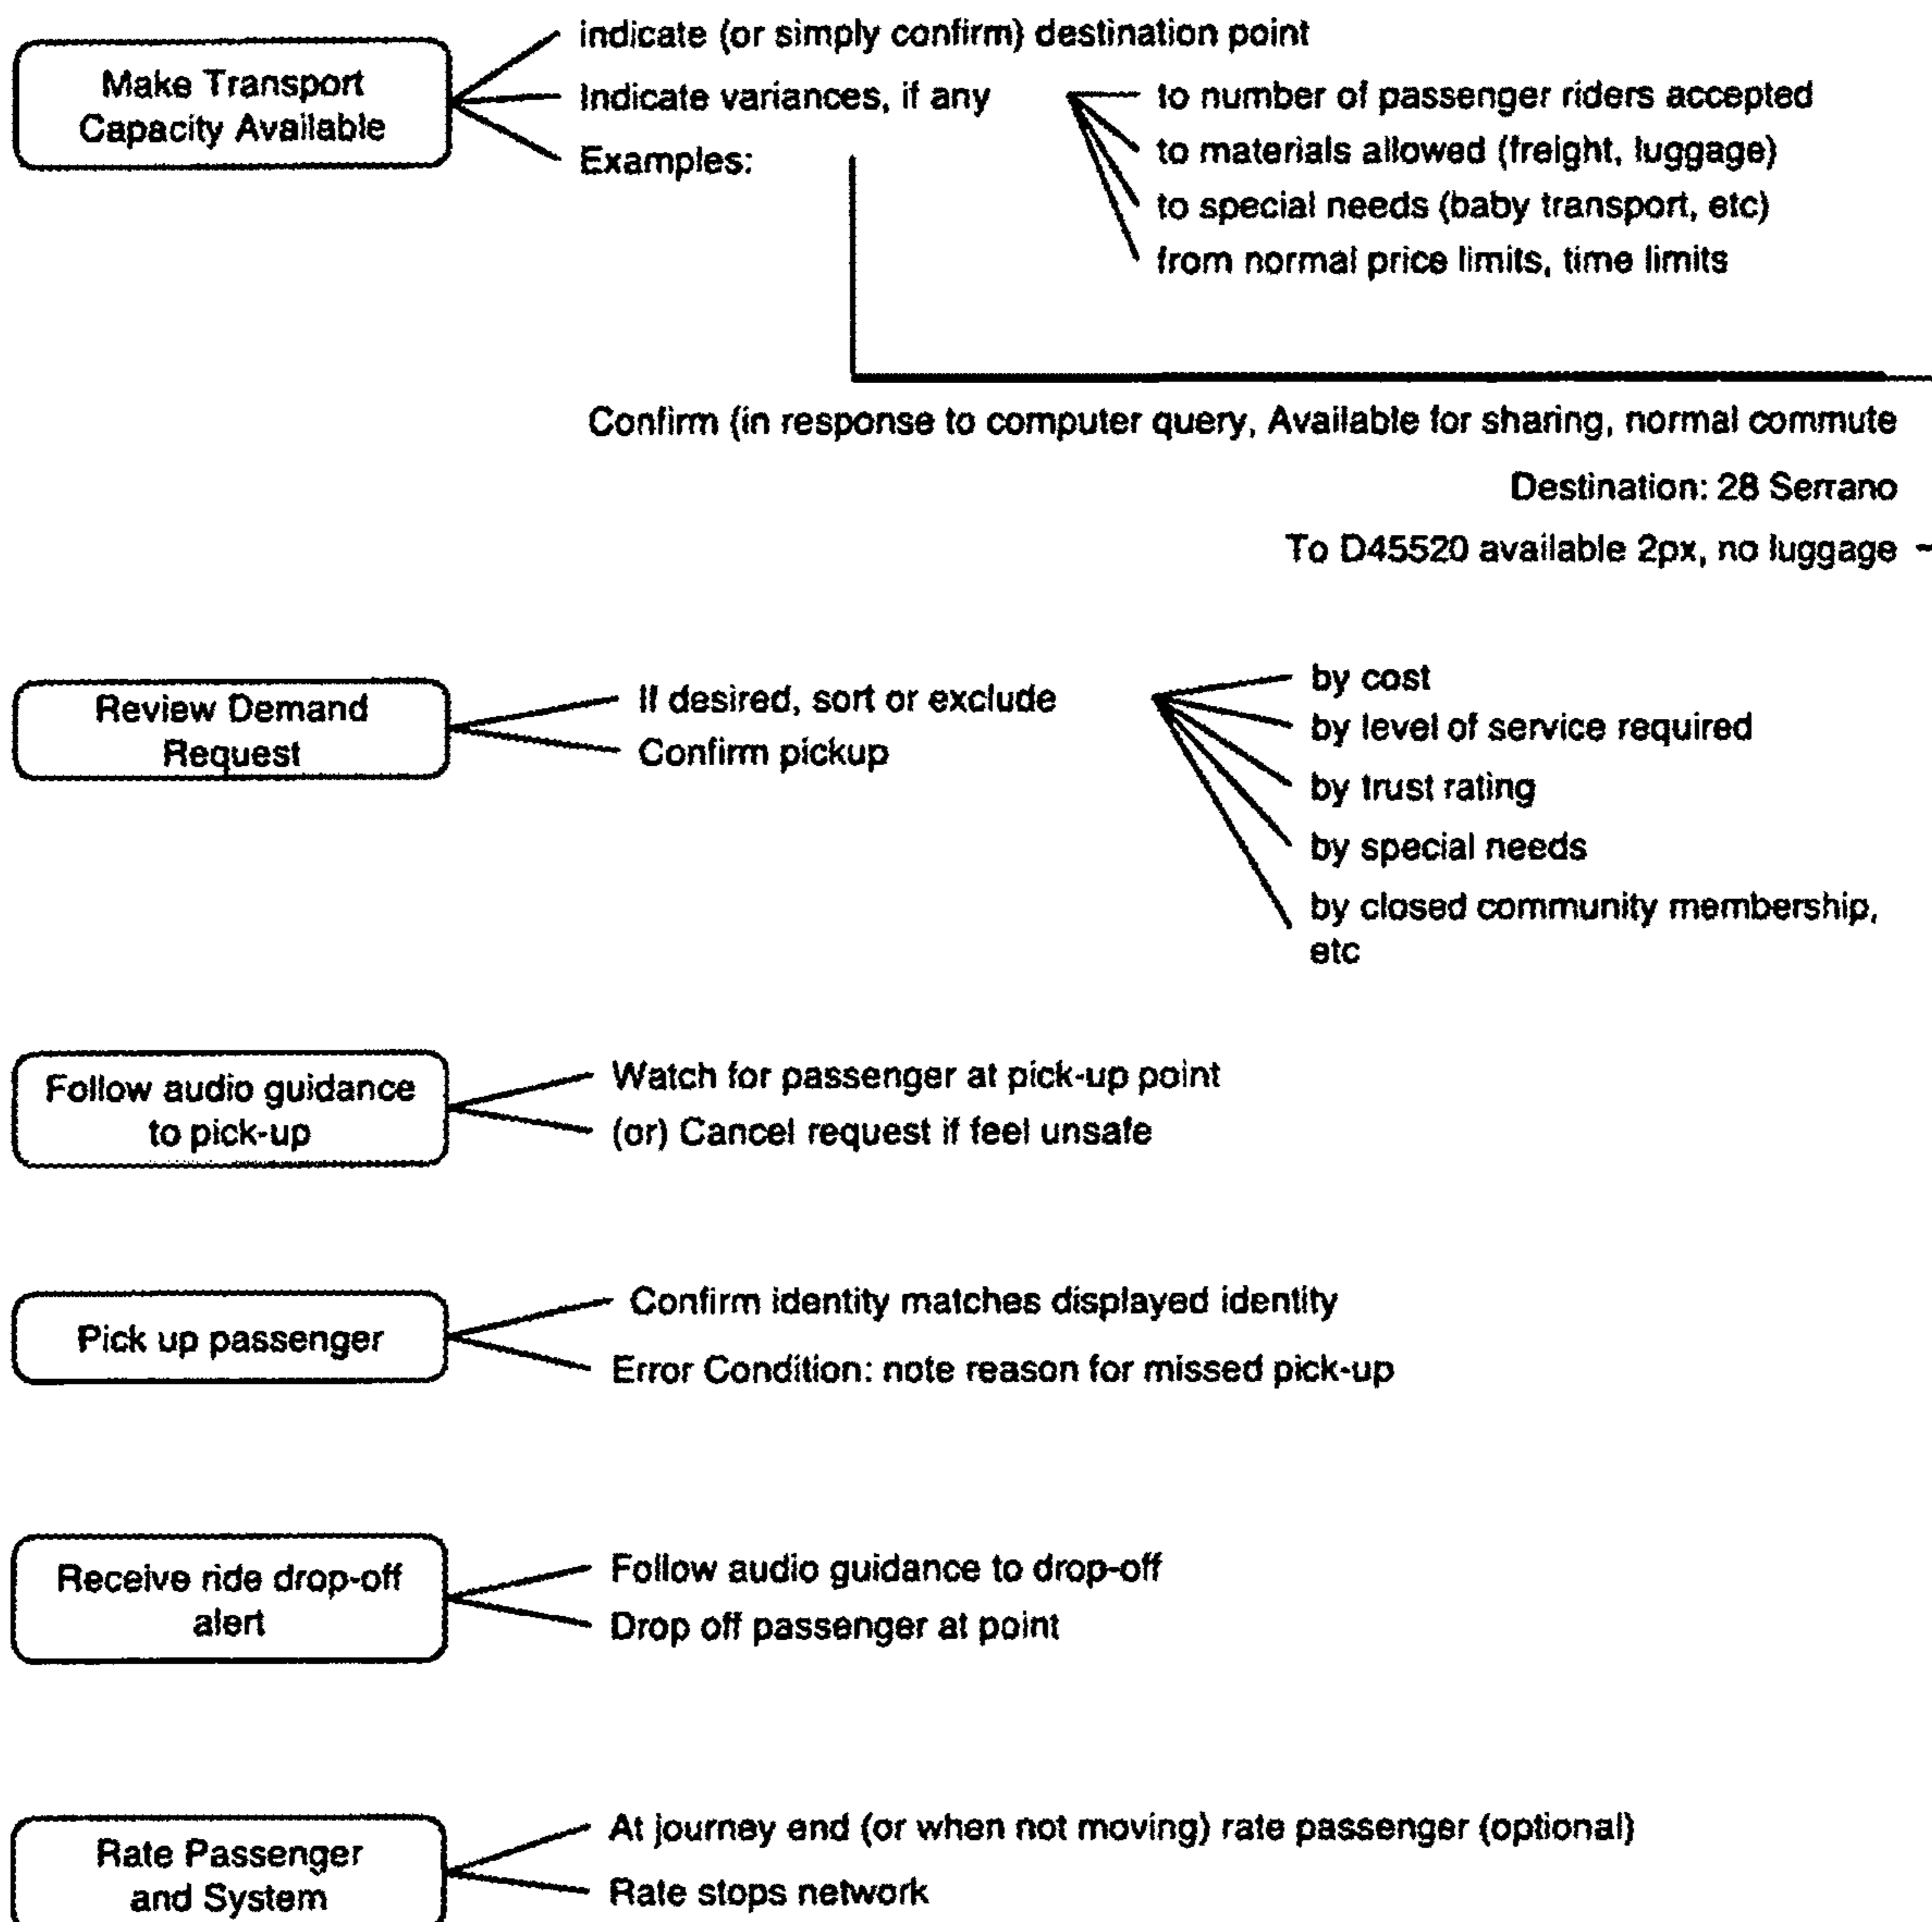 Make Transport
Capacity Available
indicate (or simply confirm) destination point
Indicate variances, if any
Examples:
to number of passenger riders accepted
to materials allowed (freight, luggage)
to special needs (baby transport, etc)
from normal price limits, time limits
Confirm (in response to computer query, Available for sharing, normal commute
Destination: 28 Serrano
To D45520 available 2px, no luggage
Review Demand
Request
If desired, sort or exclude
Confirm pickup
by cost
by level of service required
by trust rating
by special needs
by closed community membership,
etc
Follow audio guidance
to pick-up
Watch for passenger at pick-up point
(or) Cancel request if feel unsafe
Pick up passenger
Confirm identity matches displayed identity
Error Condition: note reason for missed pick-up
Receive ride drop-off
alert
Follow audio guidance to drop-off
Drop off passenger at point
Rate Passenger
and System
At journey end (or when not moving) rate passenger (optional)
Rate stops network